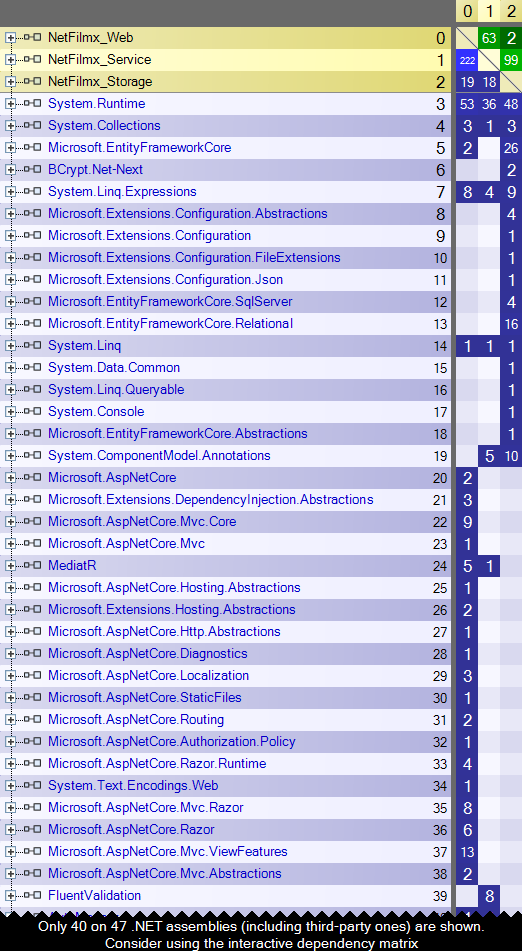 0 1 2
NetFilmx_Web 0 63 2
NetFilmx_Service 1 222 99
NetFilmx_Storage 2 19 18
System.Runtime 3 53 36 48
System.Collections 4 3 1 3
Microsoft.EntityFrameworkCore 5 2 26
BCrypt.Net-Next 6 2
System.Linq.Expressions 7 8 4 9
Microsoft.Extensions.Configuration.Abstractions 8 4
Microsoft.Extensions.Configuration 9 1
Microsoft.Extensions.Configuration.FileExtensions 10 1
Microsoft.Extensions.Configuration.Json 11 1
Microsoft.EntityFrameworkCore.SqlServer 12 4
Microsoft.EntityFrameworkCore.Relational 13 16
System.Linq 14 1 1 1
System.Data.Common 15 1
System.Linq.Queryable 16 1
System.Console 17 1
Microsoft.EntityFrameworkCore.Abstractions 18 1
System.ComponentModel.Annotations 19 5 10
Microsoft.AspNetCore 20 2
Microsoft.Extensions.DependencyInjection.Abstractions 21 3
Microsoft.AspNetCore.Mvc.Core 22 9
Microsoft.AspNetCore.Mvc 23 1
MediatR 24 5 1
Microsoft.AspNetCore.Hosting.Abstractions 25 1
Microsoft.Extensions.Hosting.Abstractions 26 2
Microsoft.AspNetCore.Http.Abstractions 27 1
Microsoft.AspNetCore.Diagnostics 28 1
Microsoft.AspNetCore.Localization 29 3
Microsoft.AspNetCore.StaticFiles 30 1
Microsoft.AspNetCore.Routing 31 2
Microsoft.AspNetCore.Authorization.Policy 32 1
Microsoft.AspNetCore.Razor.Runtime 33 4
System.Text.Encodings.Web 34 1
Microsoft.AspNetCore.Mvc.Razor 35 8
Microsoft.AspNetCore.Razor 36 6
Microsoft.AspNetCore.Mvc.ViewFeatures 37 13
Microsoft.AspNetCore.Mvc.Abstractions 38 2
FluentValidation 39 8
Only 40 on 47 .NET assemblies (including third-party ones) are shown.
Consider using the interactive dependency matrix